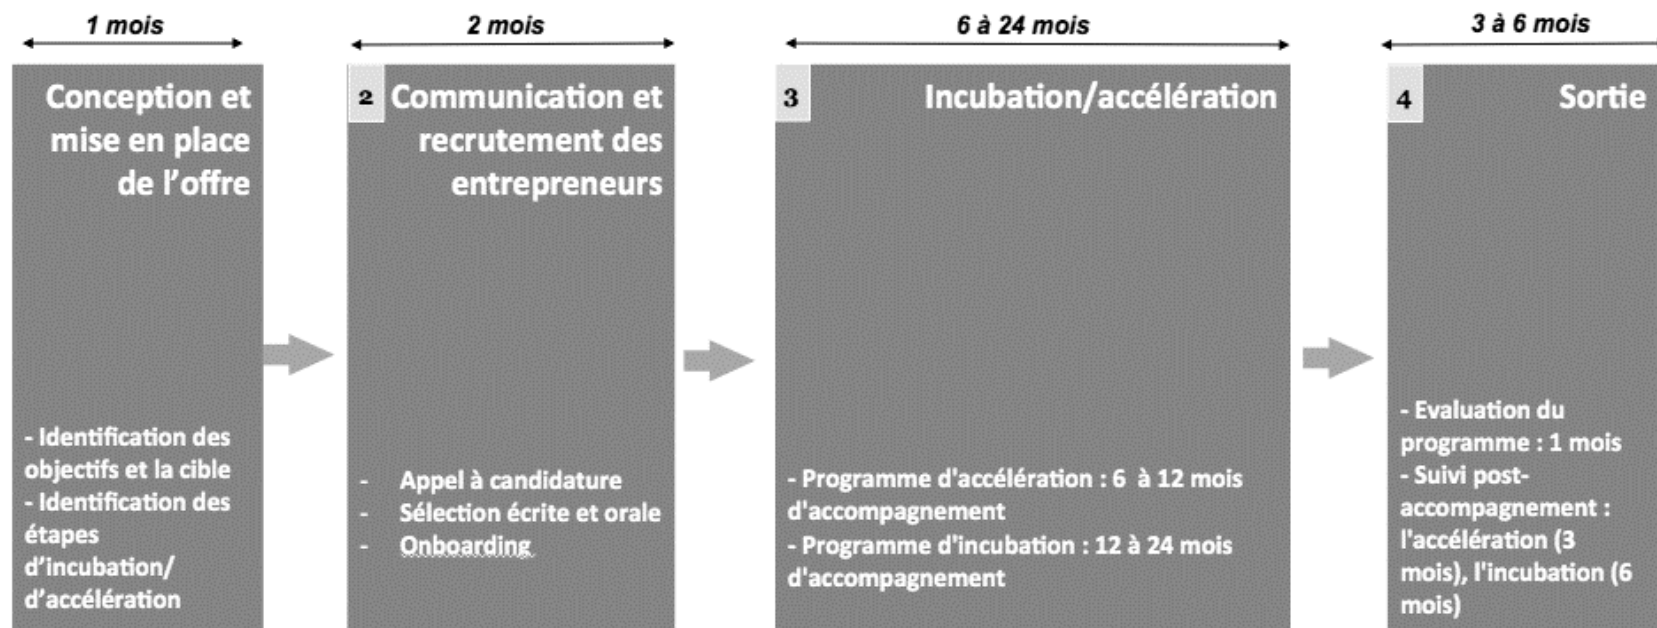 1 mois
Conception et
mise en place
de l’offre
- Identification des
objectifs et la cible
- Identification des
étapes
d’incubation/
d’accélération
2 mois
2
Communication et
recrutement des
entrepreneurs
- Appel à candidature
- Sélection écrite et orale
- Onboarding
6 à 24 mois
3
Incubation/accélération
- Programme d'accélération : 6 à 12 mois
d'accompagnement
- Programme d'incubation : 12 à 24 mois
d'accompagnement
3 à 6 mois
4
Sortie
- Evaluation du
programme : 1 mois
- Suivi post-
accompagnement :
l'accélération (3
mois), l'incubation (6
mois)